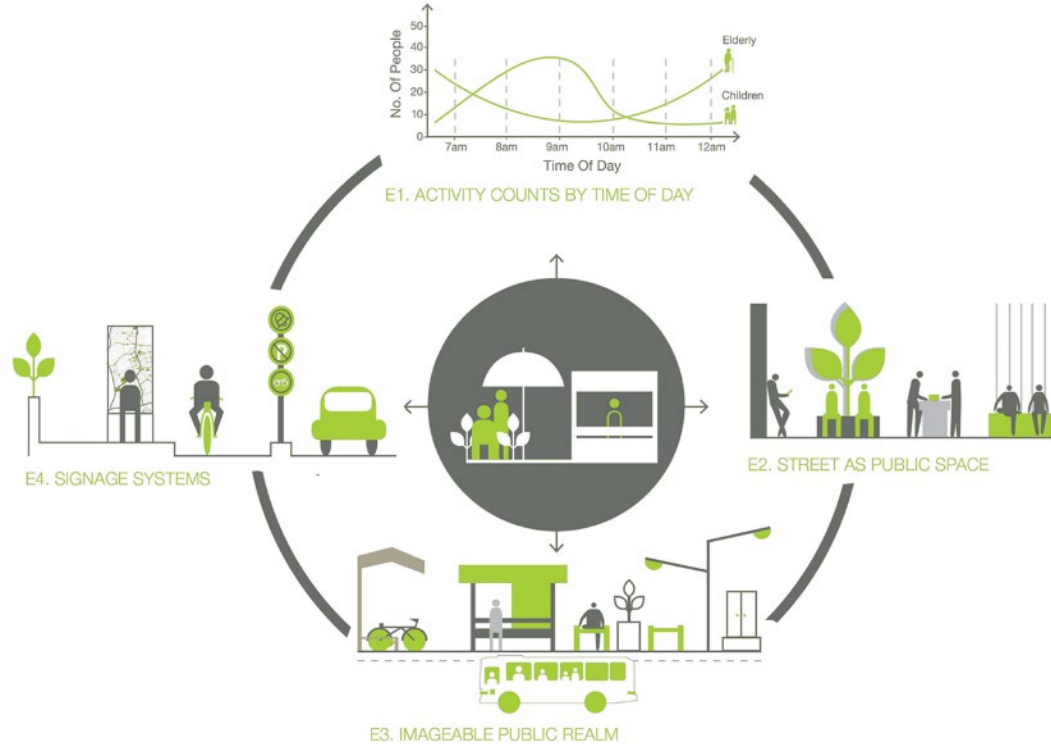 50
40
30
20
10
0
No. Of People
Elderly
Children
7am
8am
9am
10am
11am
12am
Time Of Day
E1. ACTIVITY COUNTS BY TIME OF DAY
P
E4. SIGNAGE SYSTEMS
E2. STREET AS PUBLIC SPACE
E3. IMAGEABLE PUBLIC REALM